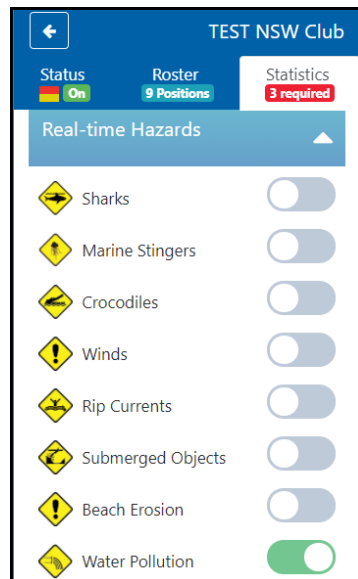 TEST NSW Club
Status Roster Statistics
On 9 Positions 3 required
Real-time Hazards
Sharks
Marine Stingers
Crocodiles
Winds
Rip Currents
Submerged Objects
Beach Erosion
Water Pollution